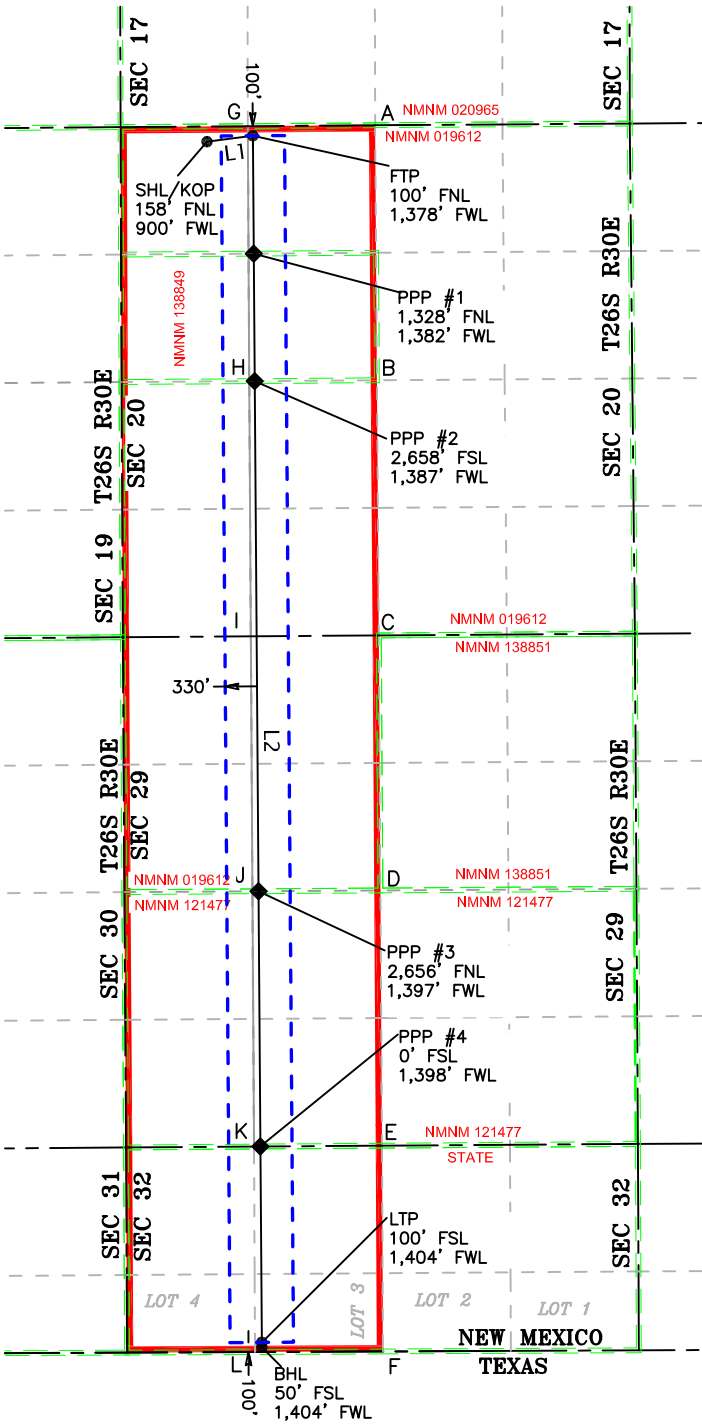 SEC 17
SEC 17
100'
G
A
NMNM 020965
NMNM 019612
L1
SHL/KOP
158' FNL
900' FWL
FTP
100' FNL
1,378' FWL
T26S R30E
NMNM 138849
PPP #1
1,328' FNL
1,382' FWL
H
B
T26S R30E
SEC 20
SEC 20
PPP #2
2,658' FSL
1,387' FWL
SEC 19
I
C
NMNM 019612
NMNM 138851
330'
L2
T26S R30E
SEC 29
T26S R30E
NMNM 019612
J
D
NMNM 138851
NMNM 121477
NMNM 121477
SEC 30
SEC 29
PPP #3
2,656' FNL
1,397' FWL
PPP #4
0' FSL
1,398' FWL
K
E
NMNM 121477
STATE
SEC 31
SEC 32
SEC 32
LTP
100' FSL
1,404' FWL
LOT 4
LOT 3
LOT 2
LOT 1
NEW MEXICO
TEXAS
L
100'
F
BHL
50' FSL
1,404' FWL